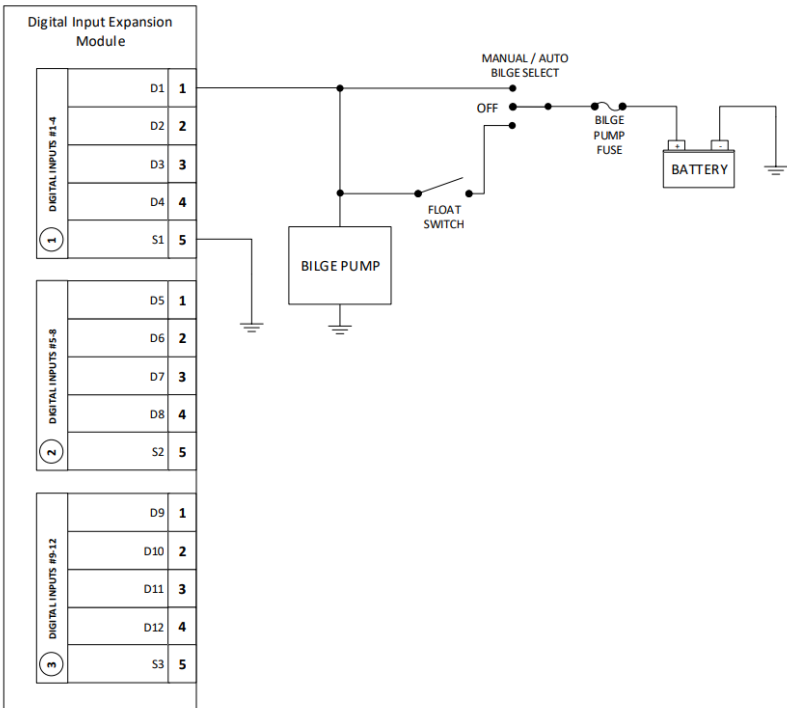 Digital Input Expansion
Module
DIGITAL INPUTS #1-4
1
D1 1
D2 2
D3 3
D4 4
S1 5
DIGITAL INPUTS #5-8
2
D5 1
D6 2
D7 3
D8 4
S2 5
DIGITAL INPUTS #9-12
3
D9 1
D10 2
D11 3
D12 4
S3 5
MANUAL / AUTO
BILGE SELECT
OFF
BILGE
PUMP
FUSE
+ -
BATTERY
FLOAT
SWITCH
BILGE PUMP